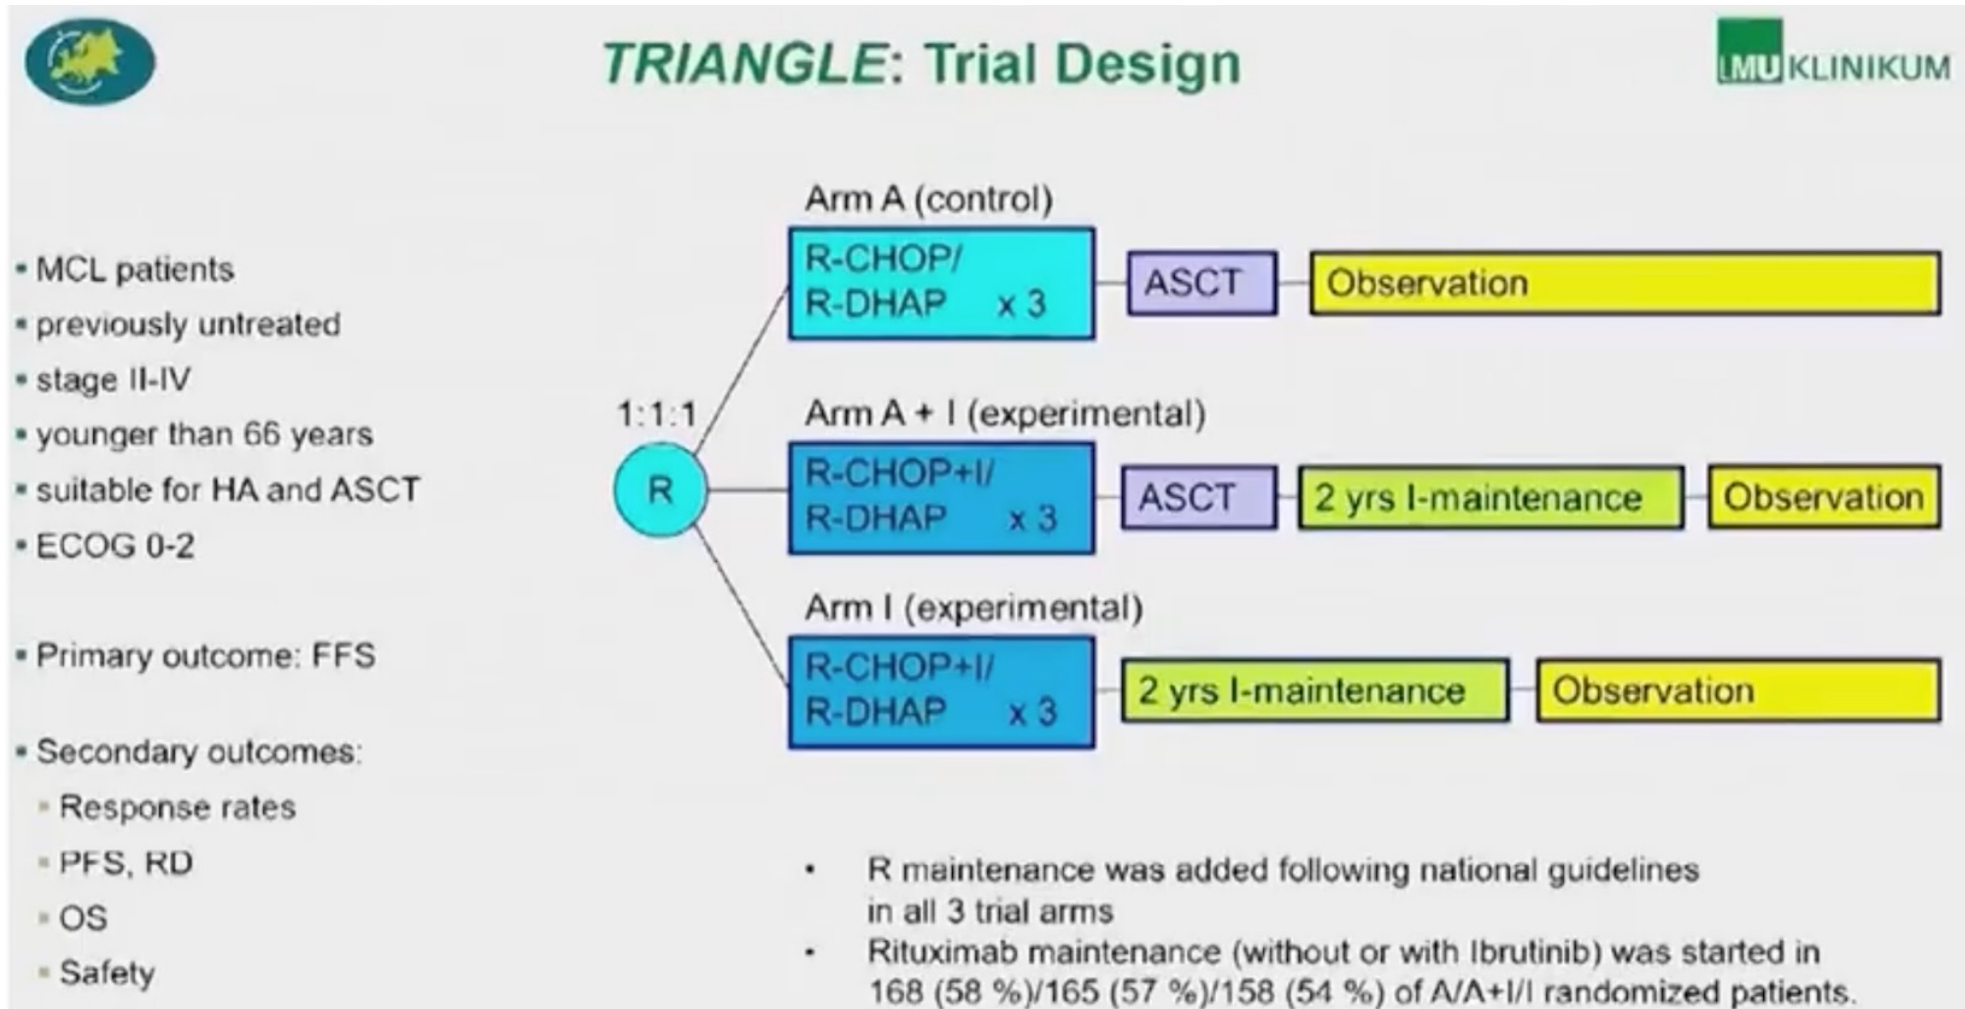 TRIANGLE: Trial Design
LMU KLINIKUM
▪ MCL patients
▪ previously untreated
▪ stage II-IV
▪ younger than 66 years
▪ suitable for HA and ASCT
▪ ECOG 0-2
▪ Primary outcome: FFS
▪ Secondary outcomes:
▪ Response rates
▪ PFS, RD
▪ OS
▪ Safety
1:1:1
R
Arm A (control)
R-CHOP/
R-DHAP x 3
ASCT
Observation
Arm A + I (experimental)
R-CHOP+I/
R-DHAP x 3
ASCT
2 yrs I-maintenance
Observation
Arm I (experimental)
R-CHOP+I/
R-DHAP x 3
2 yrs I-maintenance
Observation
• R maintenance was added following national guidelines
in all 3 trial arms
• Rituximab maintenance (without or with Ibrutinib) was started in
168 (58 %)/165 (57 %)/158 (54 %) of A/A+I/I randomized patients.